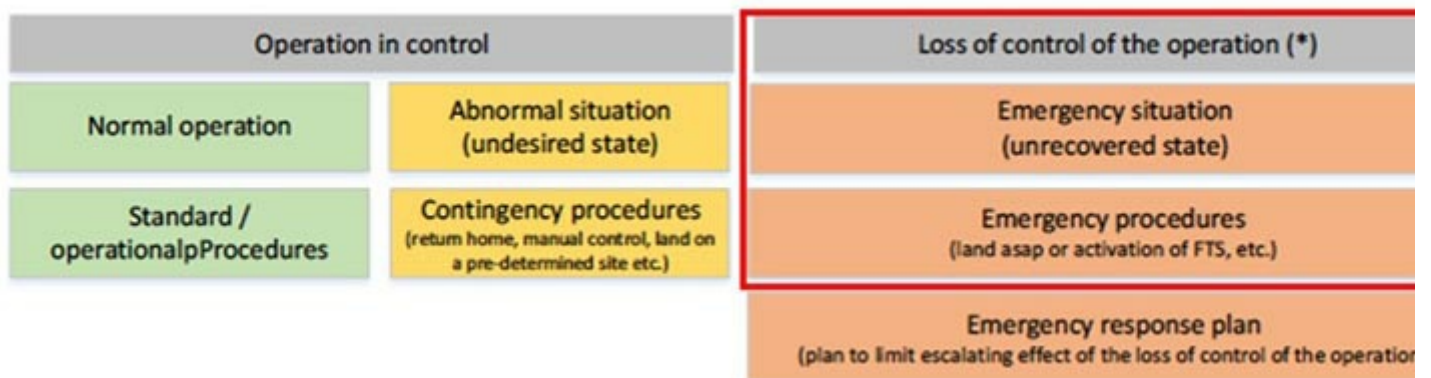 Operation in control
Loss of control of the operation (*)
Normal operation
Abnormal situation
(undesired state)
Emergency situation
(unrecovered state)
Standard /
operationalpProcedures
Contingency procedures
(return home, manual control, land on
a pre-determined site etc.)
Emergency procedures
(land asap or activation of FTS, etc.)
Emergency response plan
(plan to limit escalating effect of the loss of control of the operation